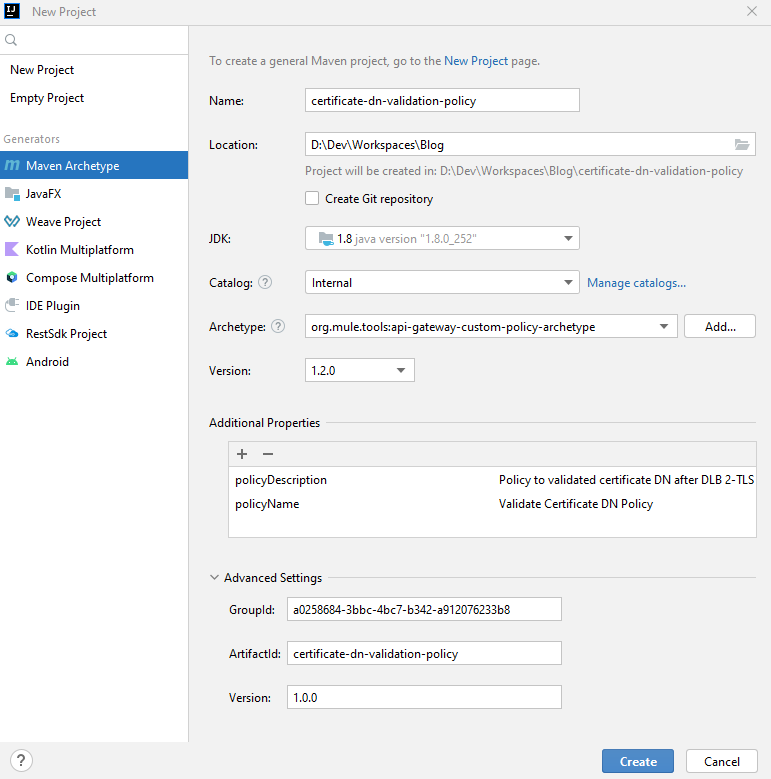 New Project
New Project
Empty Project
Generators
Maven Archetype
JavaFX
Weave Project
Kotlin Multiplatform
Compose Multiplatform
IDE Plugin
RestSdk Project
Android
To create a general Maven project, go to the New Project page.
Name: certificate-dn-validation-policy
Location: D:\Dev\Workspaces\Blog
Project will be created in: D:\Dev\Workspaces\Blog\certificate-dn-validation-policy
Create Git repository
JDK: 1.8 java version "1.8.0_252"
Catalog: ? Internal Manage catalogs...
Archetype: ? org.mule.tools:api-gateway-custom-policy-archetype Add...
Version: 1.2.0
Additional Properties
policyDescription Policy to validated certificate DN after DLB 2-TLS
policyName Validate Certificate DN Policy
Advanced Settings
GroupId: a0258684-3bbc-4bc7-b342-a912076233b8
ArtifactId: certificate-dn-validation-policy
Version: 1.0.0
? Create Cancel